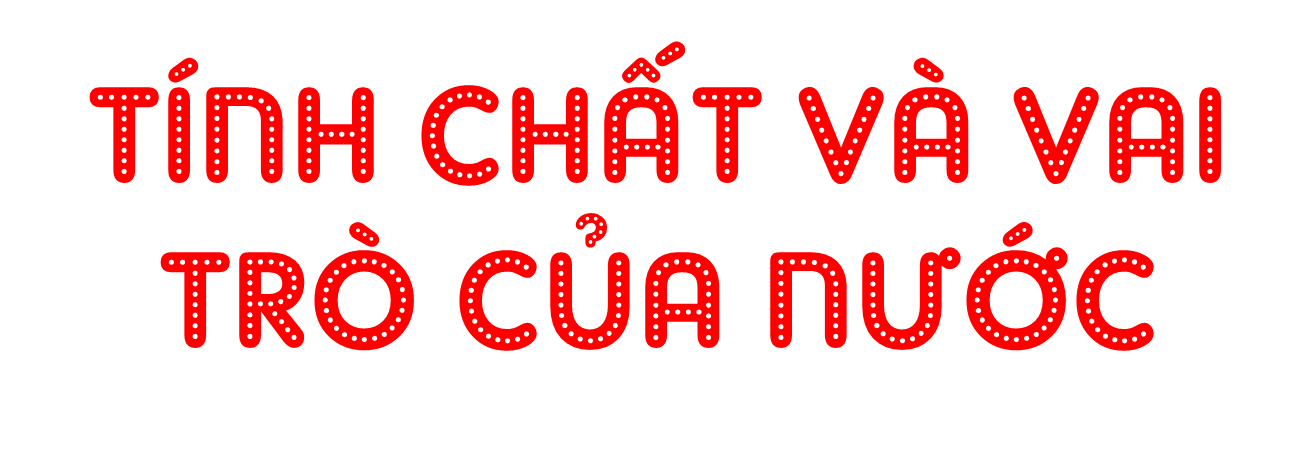 TÍNH CHẤT VÀ VAI
TRÒ CỦA NƯỚC